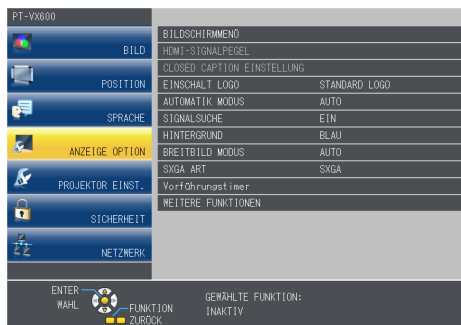 PT-VX600
BILD
POSITION
SPRACHE
ANZEIGE OPTION
PROJEKTOR EINST.
SICHERHEIT
NETZWERK
BILDSCHIRMMENÜ
HDMI-SIGNALPEGEL
CLOSED CAPTION EINSTELLUNG
EINSCHALT LOGO STANDARD LOGO
AUTOMATIK MODUS AUTO
SIGNALSUCHE EIN
HINTERGRUND BLAU
BREITBILD MODUS AUTO
SXGA ART SXGA
Vorführungstimer
WEITERE FUNKTIONEN
ENTER
WAHL
FUNKTION
ZURÜCK
GEWÄHLTE FUNKTION:
INAKTIV